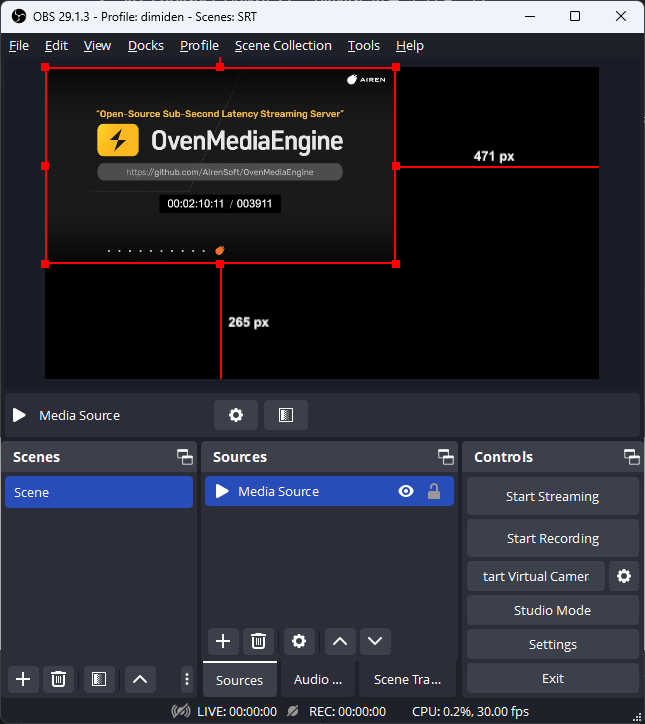 OBS 29.1.3 - Profile: dimiden - Scenes: SRT
File Edit View Docks Profile Scene Collection Tools Help
AIREN
"Open-Source Sub-Second Latency Streaming Server"
OvenMediaEngine
https://github.com/AirenSoft/OvenMediaEngine
00:02:10:11 / 003911
471 px
265 px
Media Source
Scenes
Scene
Sources
Media Source
Sources Audio ... Scene Tra...
Controls
Start Streaming
Start Recording
tart Virtual Camer
Studio Mode
Settings
Exit
LIVE: 00:00:00 REC: 00:00:00 CPU: 0.2%, 30.00 fps